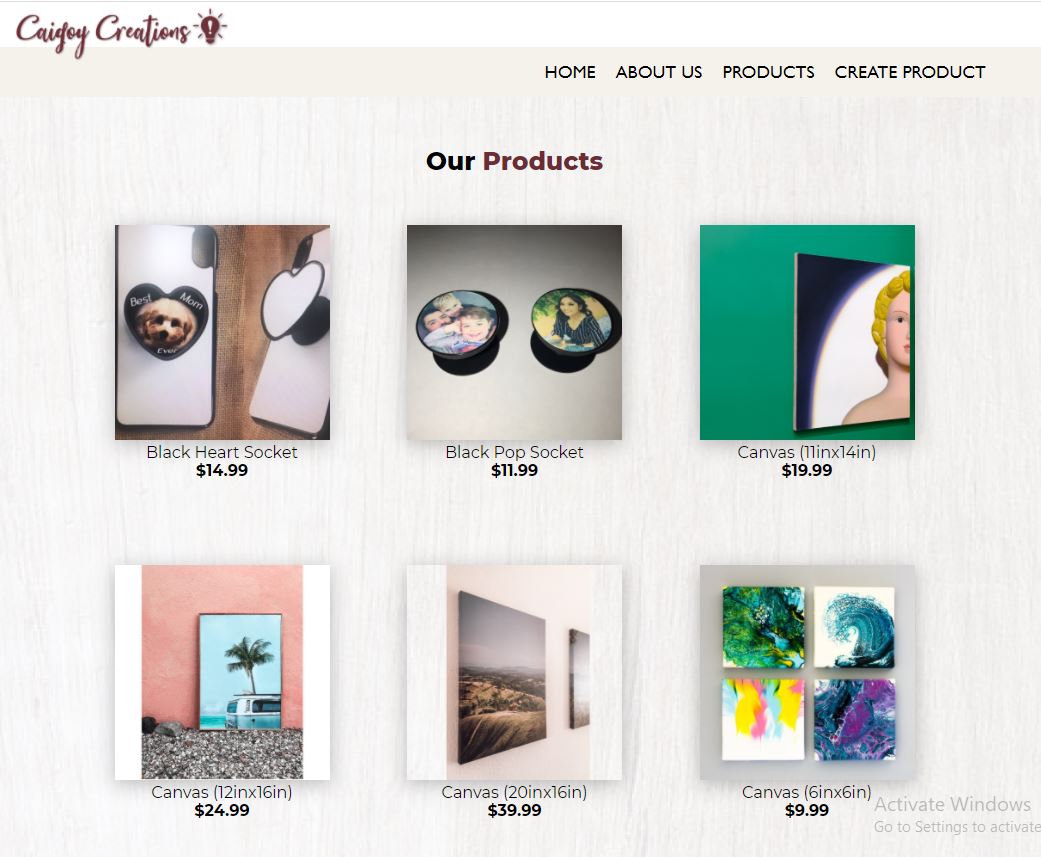 Caigoy Creations
HOME ABOUT US PRODUCTS CREATE PRODUCT
Our Products
Best Mom
Ever
Black Heart Socket
$14.99
Black Pop Socket
$11.99
Canvas (11inx14in)
$19.99
Canvas (12inx16in)
$24.99
Canvas (20inx16in)
$39.99
Canvas (6inx6in)
$9.99
Activate Windows
Go to Settings to activate